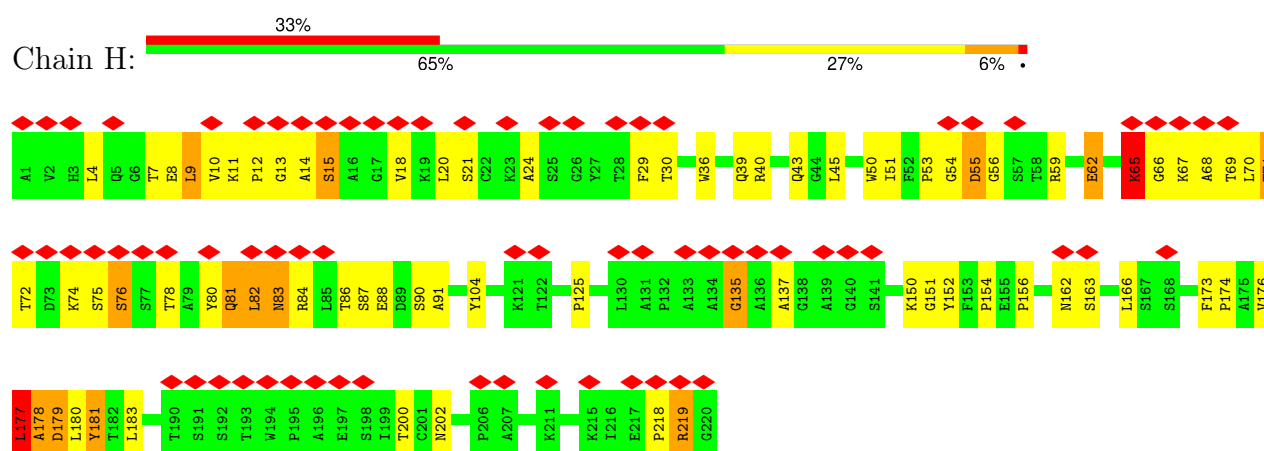 33%
Chain H:
65% 27% 6% •
A1 V2 H3 L4 Q5 G6 T7 E8 L9 V10 K11 P12 G13 A14 S15 A16 G17 V18 K19 L20 S21 C22 K23 A24 S25 G26 Y27 T28 F29 T30 W36 Q39 R40 Q43 G44 L45 W50 I51 F52 P53 G54 D55 G56 S57 T58 R59 E62 K65 G66 K67 A68 T69 L70
T72 D73 K74 S75 S76 S77 T78 A79 Y80 Q81 L82 N83 R84 L85 T86 S87 E88 D89 S90 A91 Y104 K121 T122 P125 L130 A131 P132 A133 A134 G135 A136 A137 G138 A139 G140 S141 K150 G151 Y152 F153 P154 E155 P156 N162 S163 L166 S167 S168 F173 P174 A175 V176
L177 A178 D179 L180 Y181 T182 L183 T190 S191 S192 T193 W194 P195 A196 E197 S198 I199 T200 C201 N202 P206 A207 K211 K215 I216 E217 P218 R219 G220